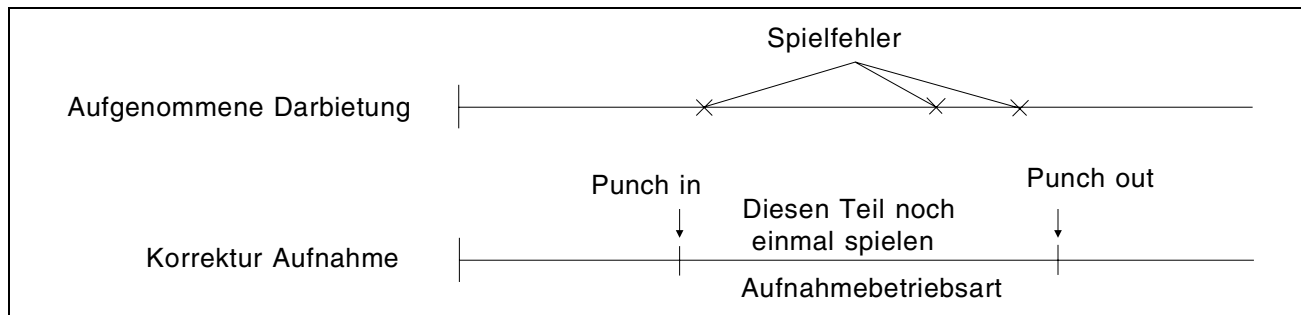 Spielfehler
Aufgenommene Darbietung
Punch in
Punch out
Diesen Teil noch
einmal spielen
Korrektur Aufnahme
Aufnahmebetriebsart